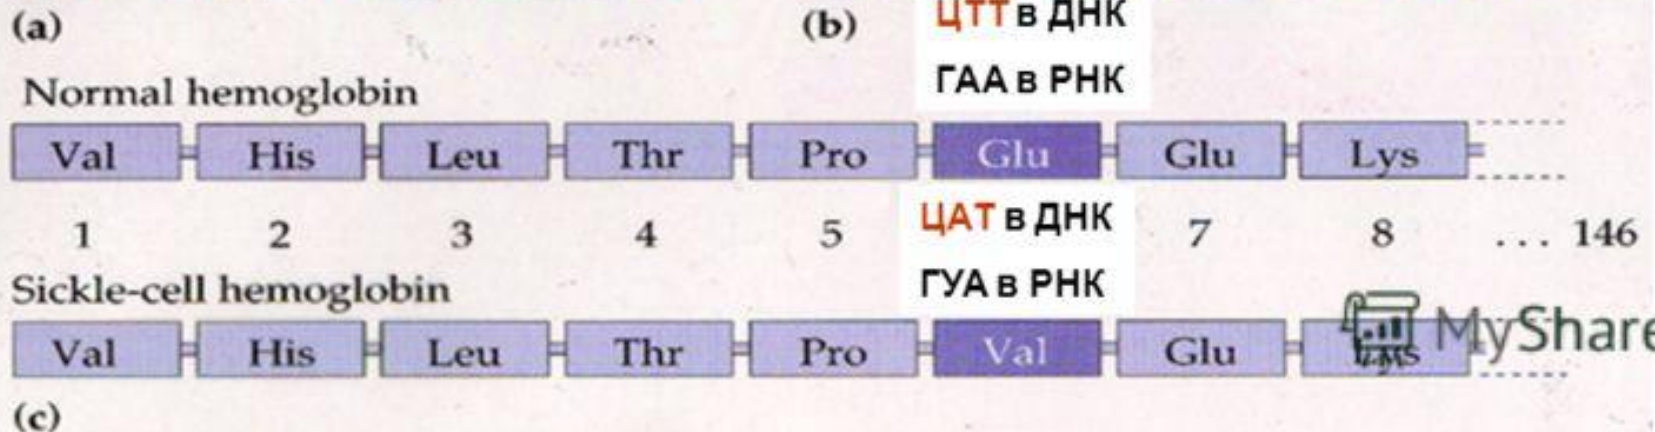 (a) (b) ЦТТ в ДНК
ГАА в РНК
Normal hemoglobin
Val His Leu Thr Pro Glu Glu Lys
1 2 3 4 5 ЦАТ в ДНК 7 8 ... 146
ГУА в РНК
Sickle-cell hemoglobin
Val His Leu Thr Pro Val Glu Lys
MyShare
(c)